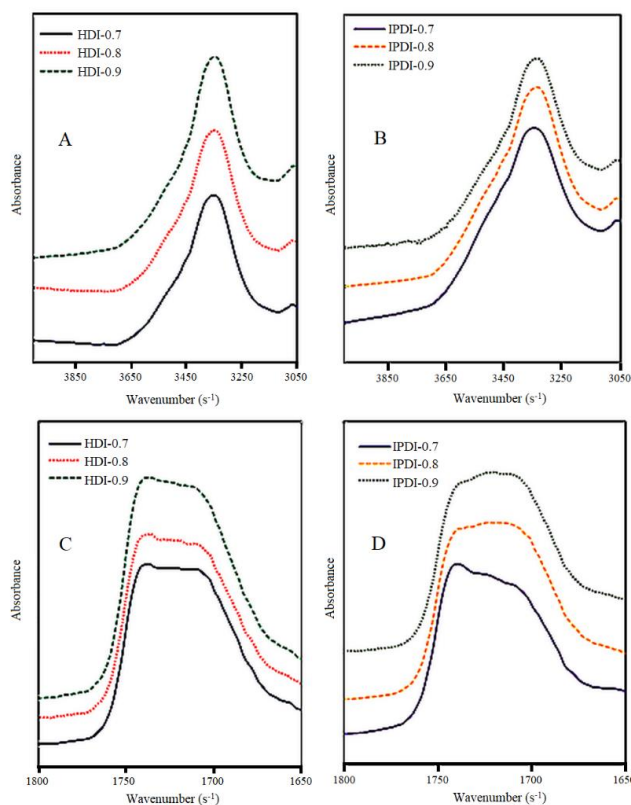 HDI-0.7
HDI-0.8
HDI-0.9
A
Absorbance
3850 3650 3450 3250 3050
Wavenumber (s-1)
IPDI-0.7
IPDI-0.8
IPDI-0.9
B
Absorbance
3850 3650 3450 3250 3050
Wavenumber (s-1)
HDI-0.7
HDI-0.8
HDI-0.9
C
Absorbance
1800 1750 1700 1650
Wavenumber (s-1)
IPDI-0.7
IPDI-0.8
IPDI-0.9
D
Absorbance
1800 1750 1700 1650
Wavenumber (s-1)